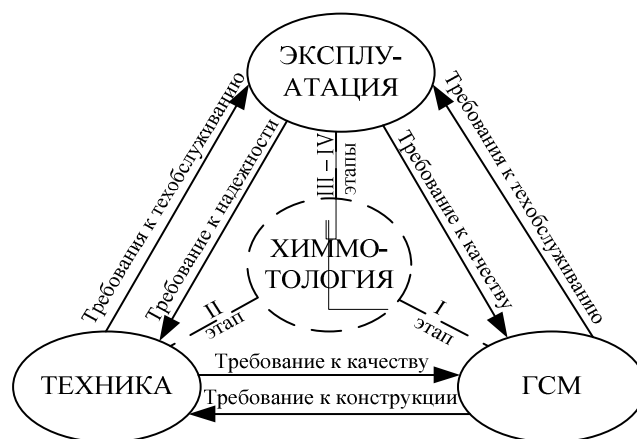 ЭКСПЛУ-
АТАЦИЯ
Требования к техобслуживанию
Требование к надежности
III – IV
этапы
Требование к качеству
Требования к техобслуживанию
ХИММО-
ТОЛОГИЯ
II
этап
I
этап
ТЕХНИКА
Требование к качеству
Требование к конструкции
ГСМ